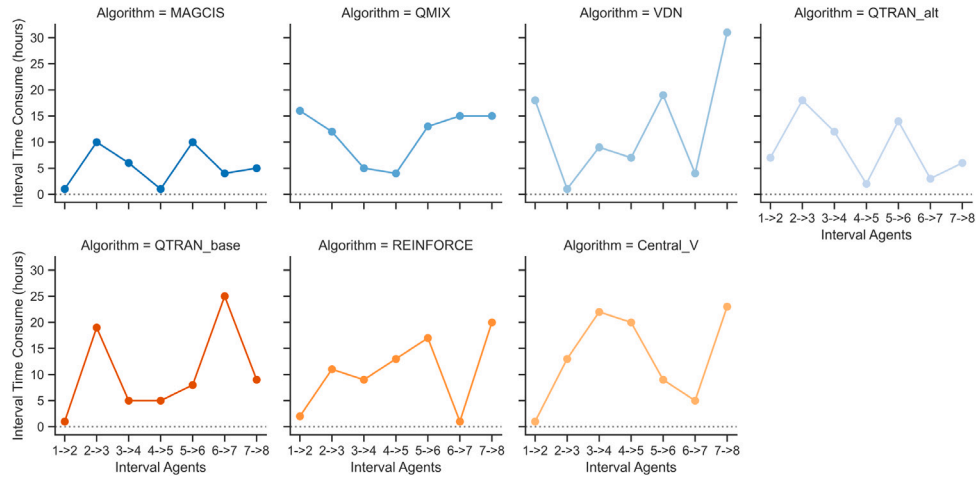 Algorithm = MAGCIS
Algorithm = QMIX
Algorithm = VDN
Algorithm = QTRAN_alt
Interval Time Consume (hours)
30
25
20
15
10
5
0
1->2 2->3 3->4 4->5 5->6 6->7 7->8
Interval Agents
Algorithm = QTRAN_base
Algorithm = REINFORCE
Algorithm = Central_V
Interval Time Consume (hours)
30
25
20
15
10
5
0
1->2 2->3 3->4 4->5 5->6 6->7 7->8
1->2 2->3 3->4 4->5 5->6 6->7 7->8
1->2 2->3 3->4 4->5 5->6 6->7 7->8
Interval Agents
Interval Agents
Interval Agents